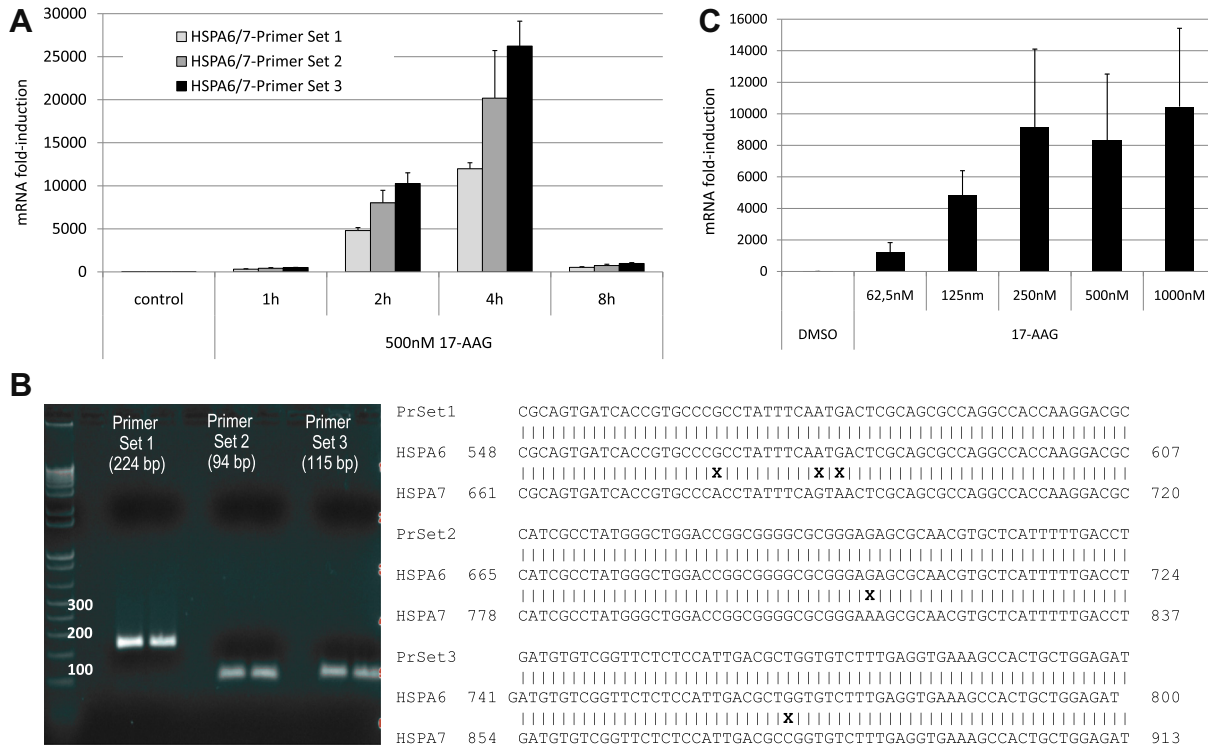 A
mRNA fold-induction
30000
25000
20000
15000
10000
5000
0
HSPA6/7-Primer Set 1
HSPA6/7-Primer Set 2
HSPA6/7-Primer Set 3
control 1h 2h 4h 8h
500nM 17-AAG
C
mRNA fold-induction
16000
14000
12000
10000
8000
6000
4000
2000
0
62,5nM 125nm 250nM 500nM 1000nM
DMSO 17-AAG
B
Primer Set 1 (224 bp)
Primer Set 2 (94 bp)
Primer Set 3 (115 bp)
300
200
100
PrSet1 CGCAGTGATCACCGTGCCCGCCTATTTCAATGACTCGCAGCGCCAGGCCACCAAGGACGC
HSPA6 548 CGCAGTGATCACCGTGCCCGCCTATTTCAATGACTCGCAGCGCCAGGCCACCAAGGACGC 607
X X X
HSPA7 661 CGCAGTGATCACCGTGCCCACCTATTTCAGTAACTCGCAGCGCCAGGCCACCAAGGACGC 720
PrSet2 CATCGCCTATGGGCTGGACCGGCGGGGCGCGGGAGAGCGCAACGTGCTCATTTTTGACCT
HSPA6 665 CATCGCCTATGGGCTGGACCGGCGGGGCGCGGGAGAGCGCAACGTGCTCATTTTTGACCT 724
X
HSPA7 778 CATCGCCTATGGGCTGGACCGGCGGGGCGCGGGAAAGCGCAACGTGCTCATTTTTGACCT 837
PrSet3 GATGTGTCGGTTCTCTCCATTGACGCTGGTGTCTTTGAGGTGAAAGCCACTGCTGGAGAT
HSPA6 741 GATGTGTCGGTTCTCTCCATTGACGCTGGTGTCTTTGAGGTGAAAGCCACTGCTGGAGAT 800
X
HSPA7 854 GATGTGTCGGTTCTCTCCATTGACGCCGGTGTCTTTGAGGTGAAAGCCACTGCTGGAGAT 913